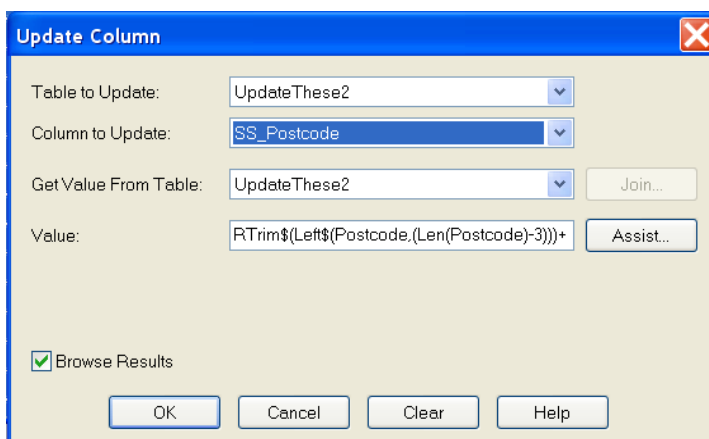 Update Column
Table to Update: UpdateThese2
Column to Update: SS_Postcode
Get Value From Table: UpdateThese2 Join...
Value: RTrim$(Left$(Postcode,(Len(Postcode)-3)))+ Assist...
Browse Results
OK Cancel Clear Help